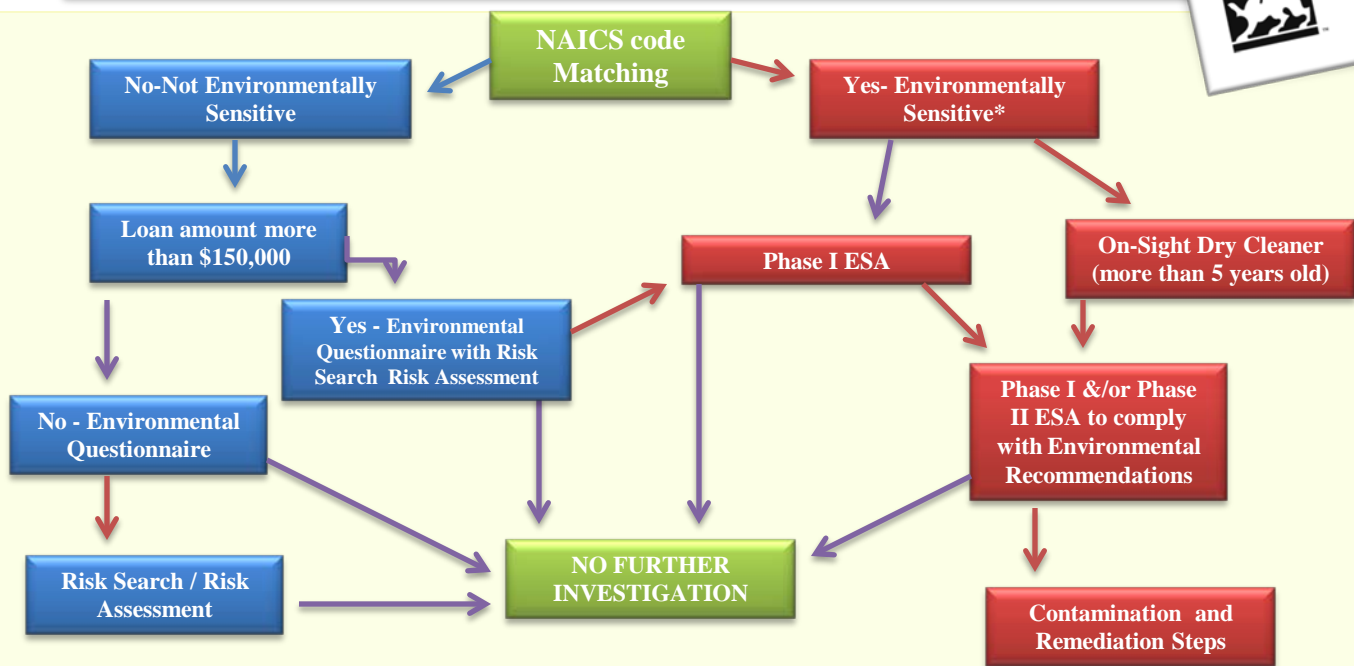 NAICS code
Matching
No-Not Environmentally
Sensitive
Yes- Environmentally
Sensitive*
Loan amount more
than $150,000
Phase I ESA
On-Sight Dry Cleaner
(more than 5 years old)
Yes - Environmental
Questionnaire with Risk
Search Risk Assessment
Phase I &/or Phase
II ESA to comply
with Environmental
Recommendations
No - Environmental
Questionnaire
NO FURTHER
INVESTIGATION
Risk Search / Risk
Assessment
Contamination and
Remediation Steps